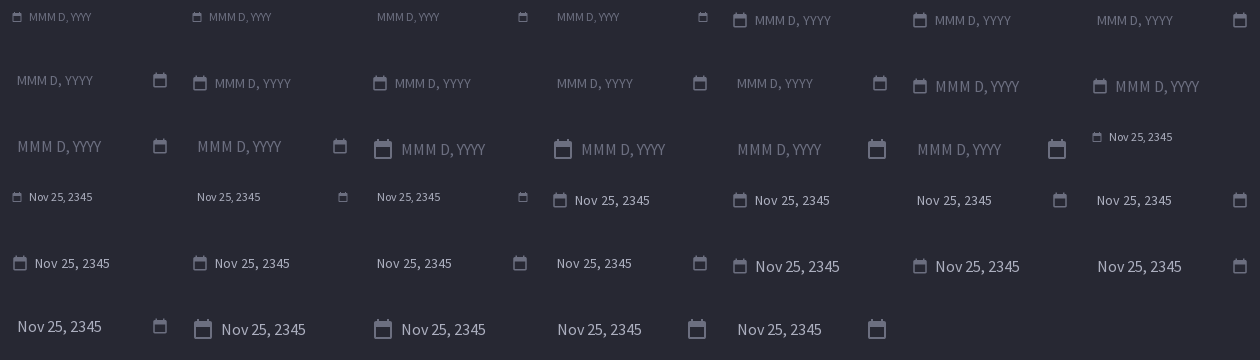 MMM D, YYYY MMM D, YYYY MMM D, YYYY MMM D, YYYY MMM D, YYYY MMM D, YYYY MMM D, YYYY
MMM D, YYYY MMM D, YYYY MMM D, YYYY MMM D, YYYY MMM D, YYYY MMM D, YYYY MMM D, YYYY
MMM D, YYYY MMM D, YYYY MMM D, YYYY MMM D, YYYY MMM D, YYYY MMM D, YYYY Nov 25, 2345
Nov 25, 2345 Nov 25, 2345 Nov 25, 2345 Nov 25, 2345 Nov 25, 2345 Nov 25, 2345 Nov 25, 2345
Nov 25, 2345 Nov 25, 2345 Nov 25, 2345 Nov 25, 2345 Nov 25, 2345 Nov 25, 2345 Nov 25, 2345
Nov 25, 2345 Nov 25, 2345 Nov 25, 2345 Nov 25, 2345 Nov 25, 2345